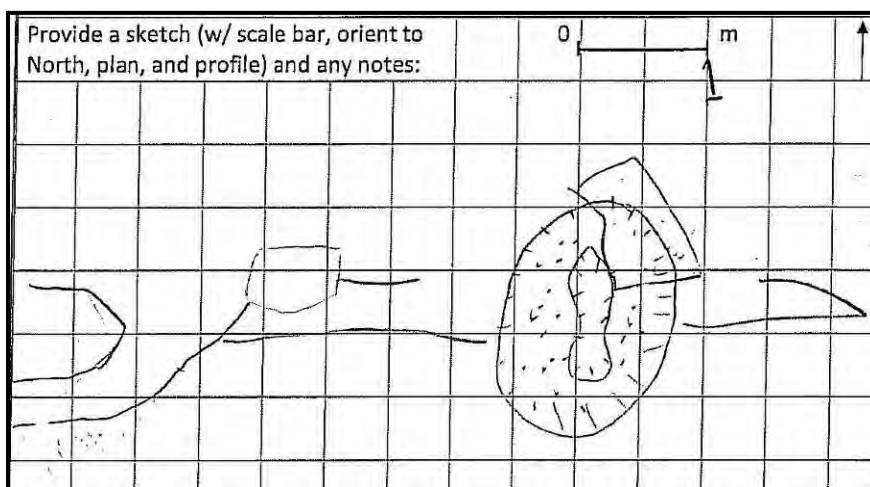 Provide a sketch (w/ scale bar, orient to
North, plan, and profile) and any notes:
0 m
1